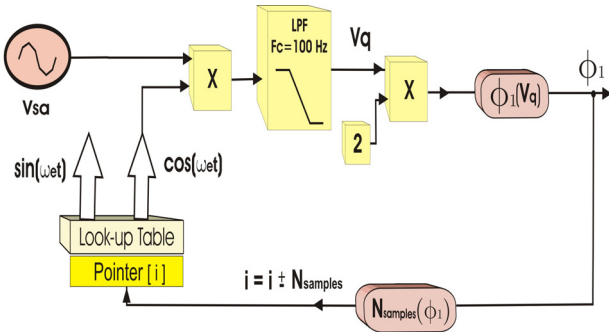 LPF
Fc=100 Hz
Vq
X
X
2
ϕ1(Vq)
ϕ1
Vsa
sin(ωet)
cos(ωet)
Look-up Table
Pointer [ i ]
i = i ± Nsamples
Nsamples(ϕ1)